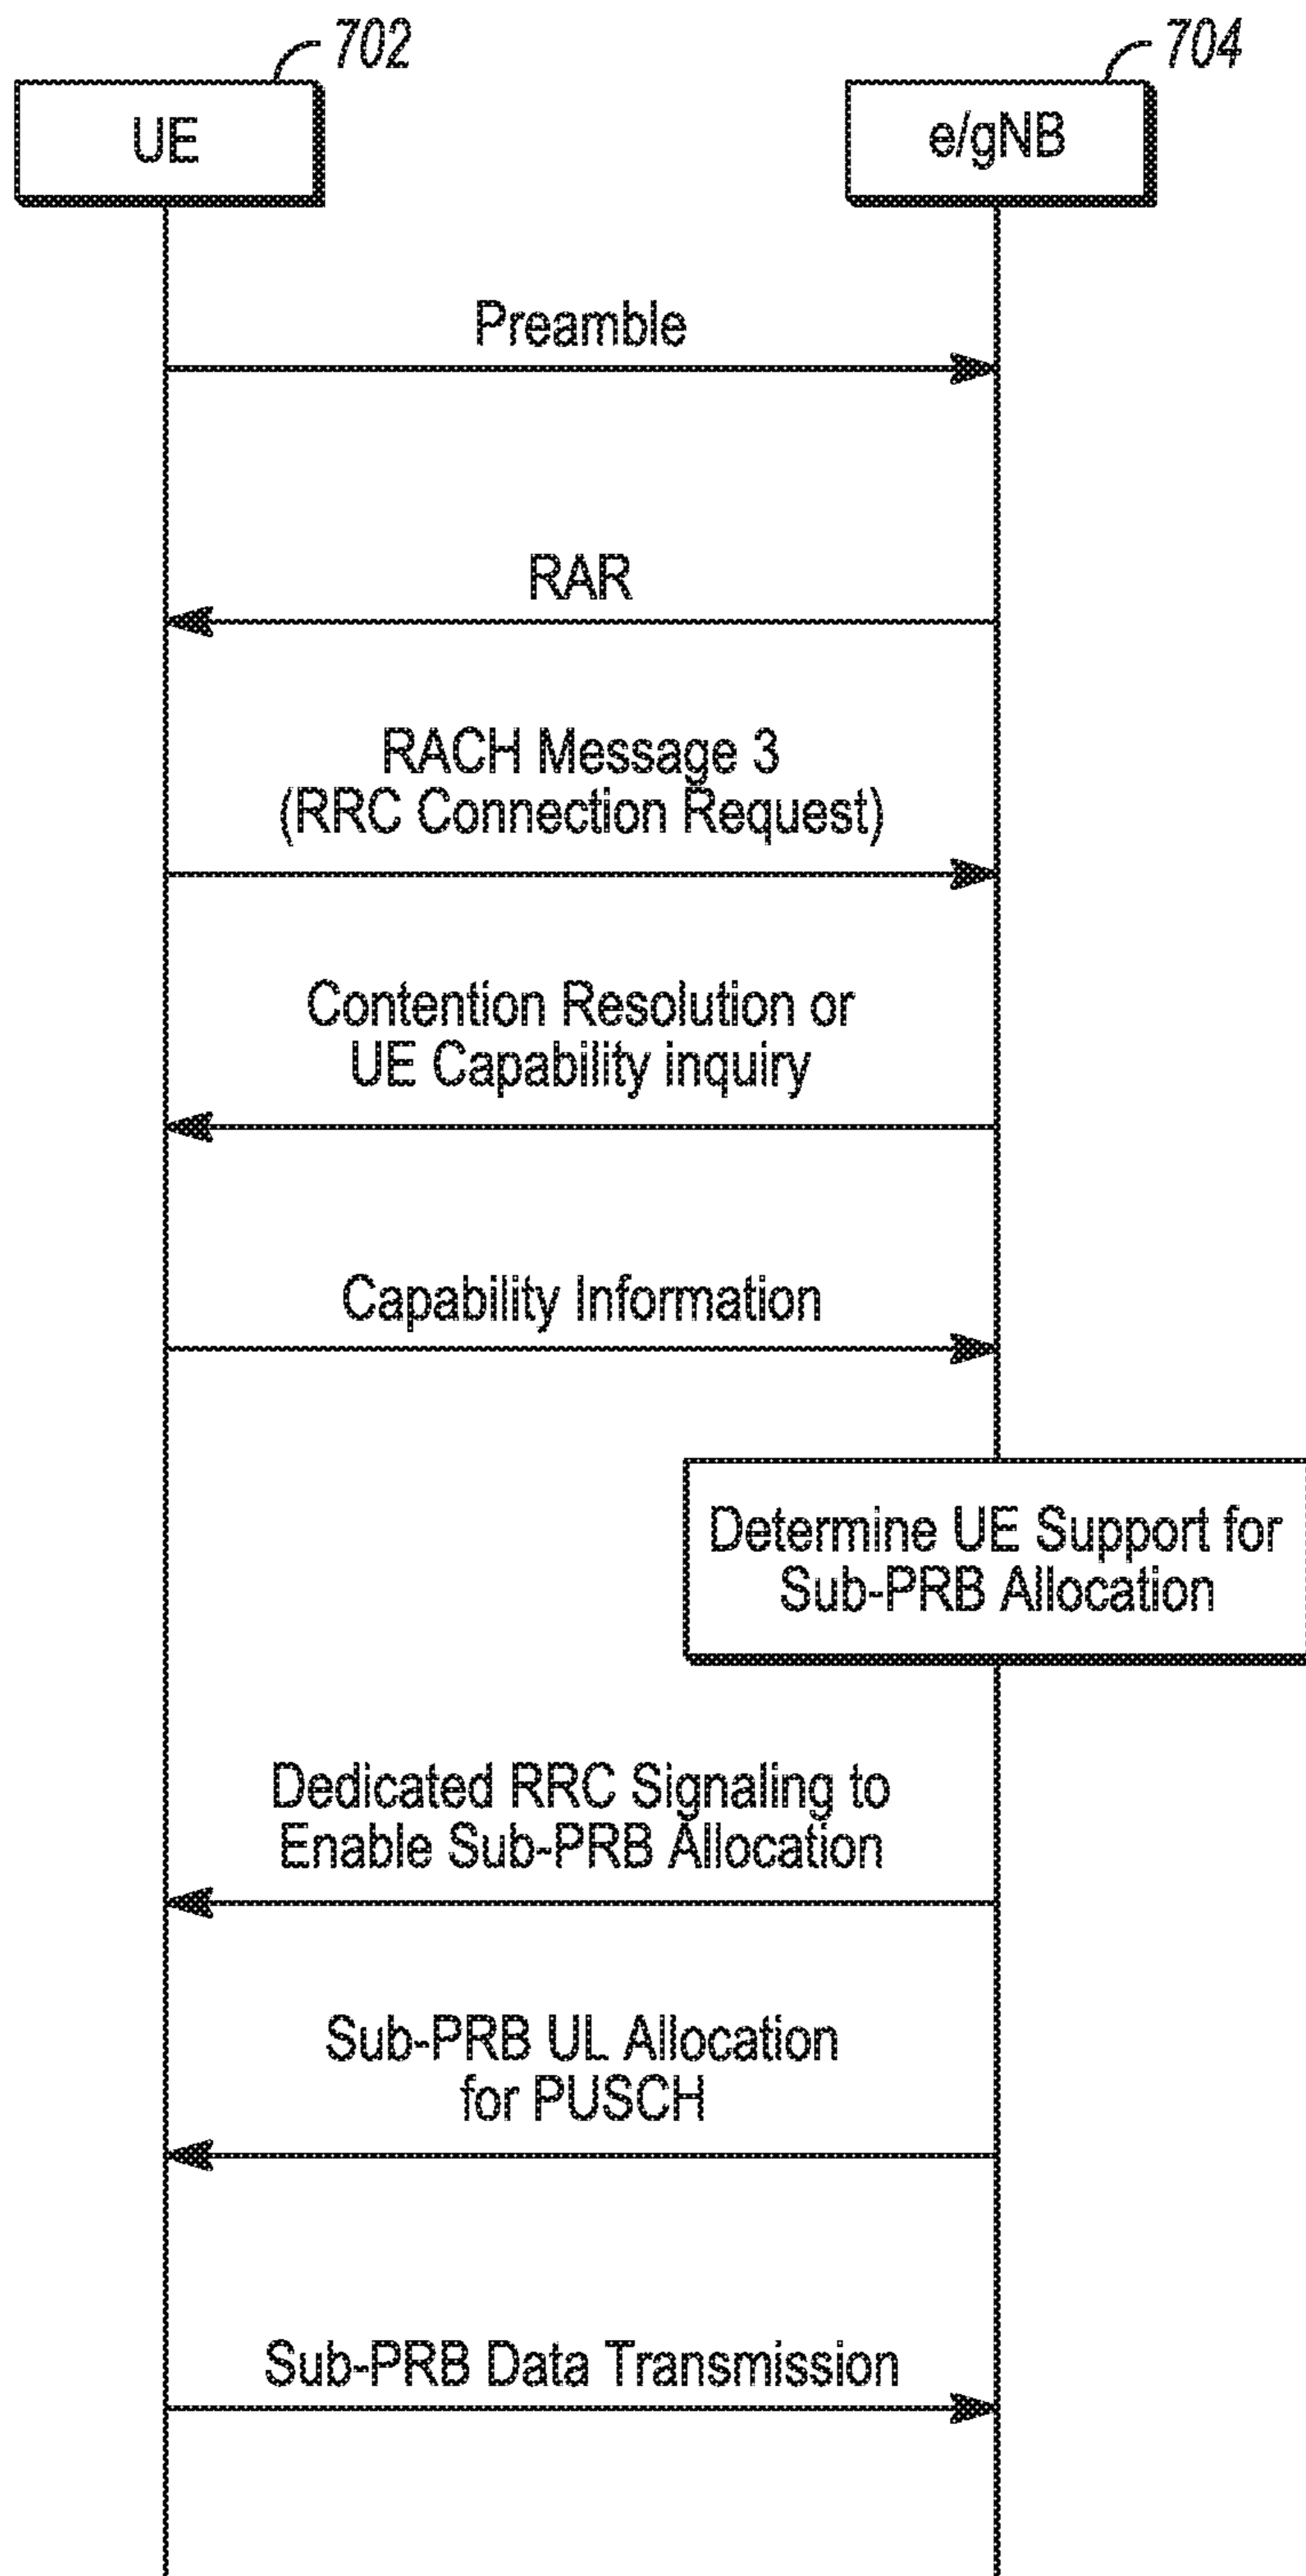 702
704
UE
e/gNB
Preamble
RAR
RACH Message 3
(RRC Connection Request)
Contention Resolution or
UE Capability inquiry
Capability Information
Determine UE Support for
Sub-PRB Allocation
Dedicated RRC Signaling to
Enable Sub-PRB Allocation
Sub-PRB UL Allocation
for PUSCH
Sub-PRB Data Transmission